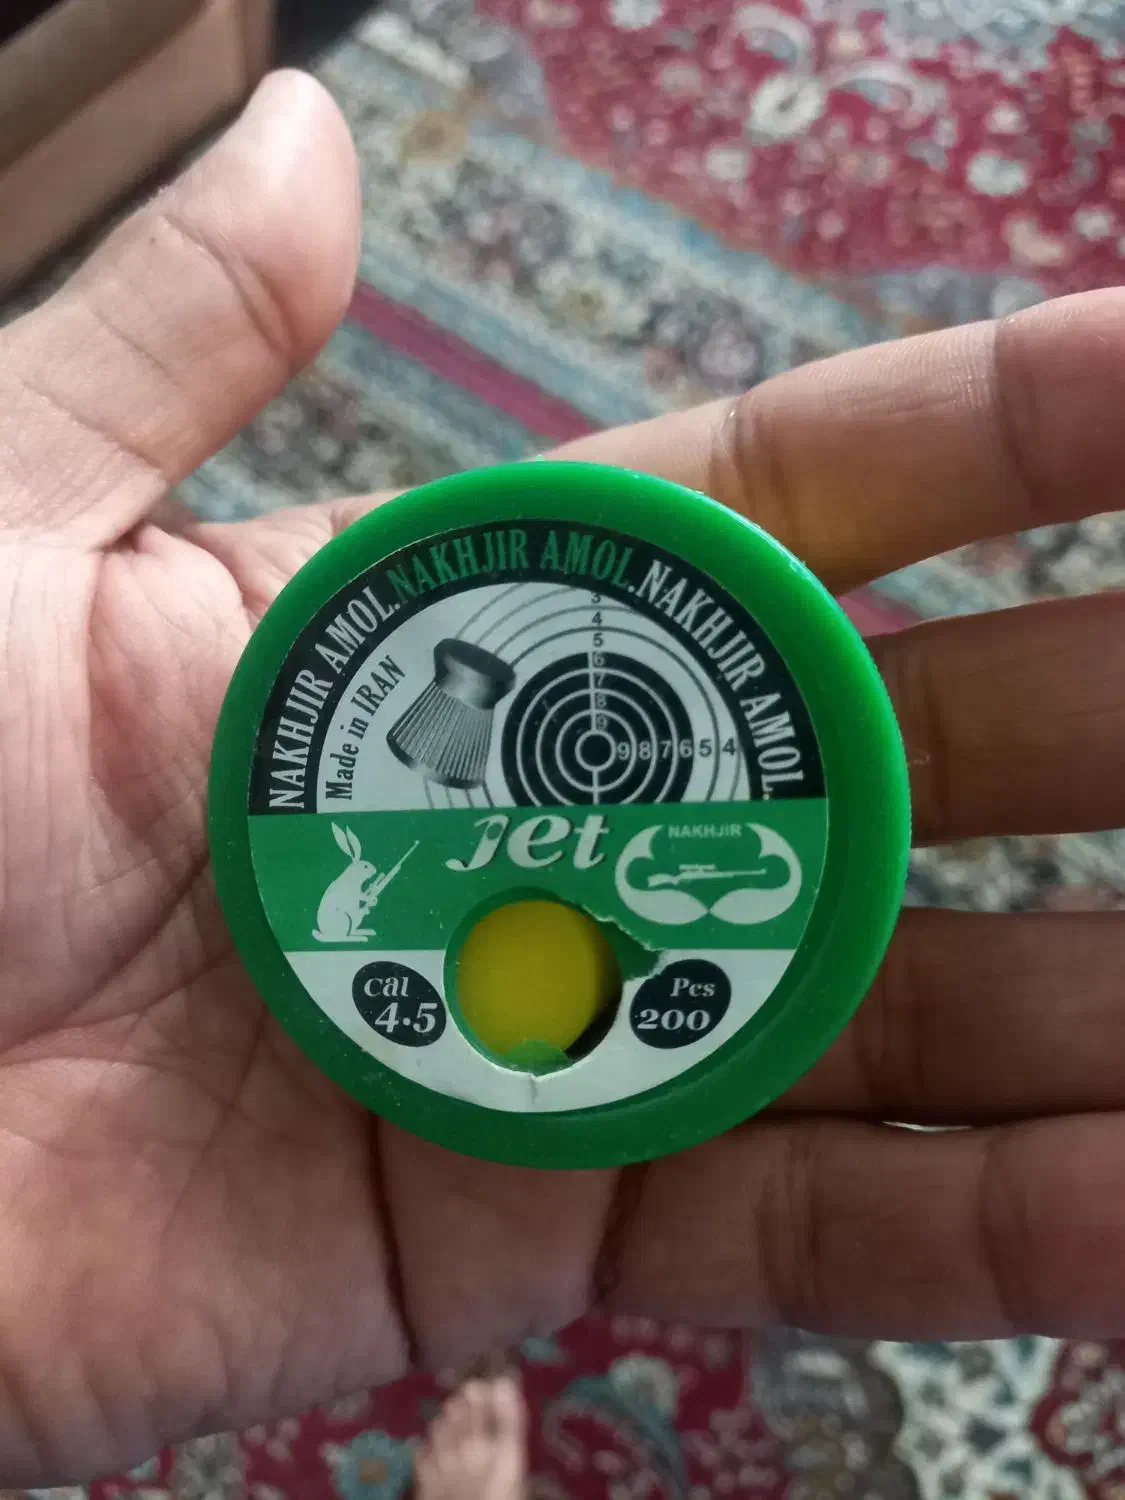 NAKHJIR AMOL.NAKHJIR AMOL.NAKHJIR AMOL.
Made in IRAN
3
4
5
6
7
8
9
9 8 7 6 5 4
jet
NAKHJIR
Cal
4.5
Pcs
200